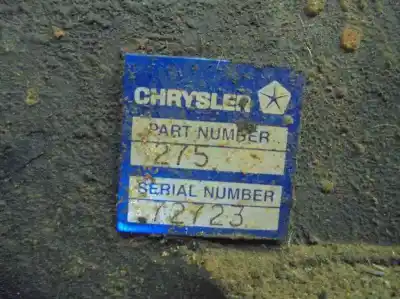 CHRYSLER
PART NUMBER
275
SERIAL NUMBER
72723